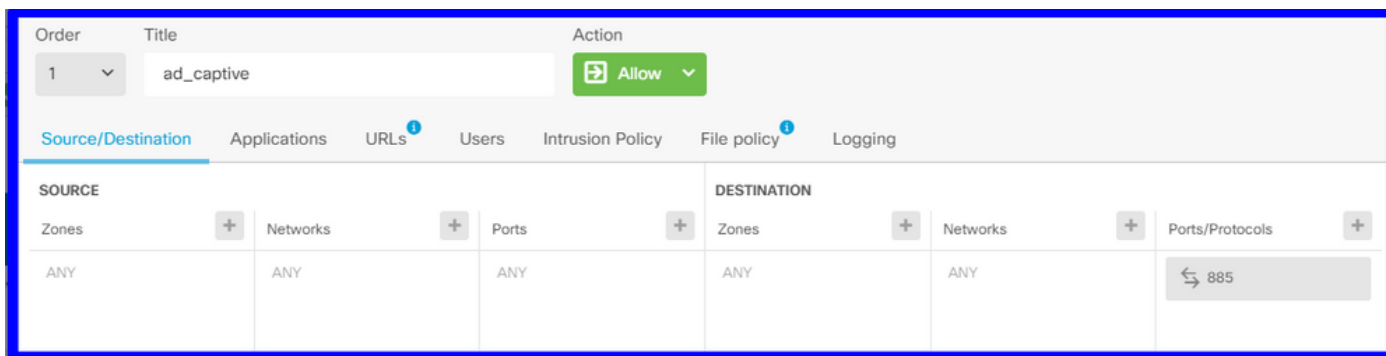 Order Title Action
1 ad_captive Allow
Source/Destination Applications URLs Users Intrusion Policy File policy Logging
SOURCE DESTINATION
Zones Networks Ports Zones Networks Ports/Protocols
ANY ANY ANY ANY ANY 885